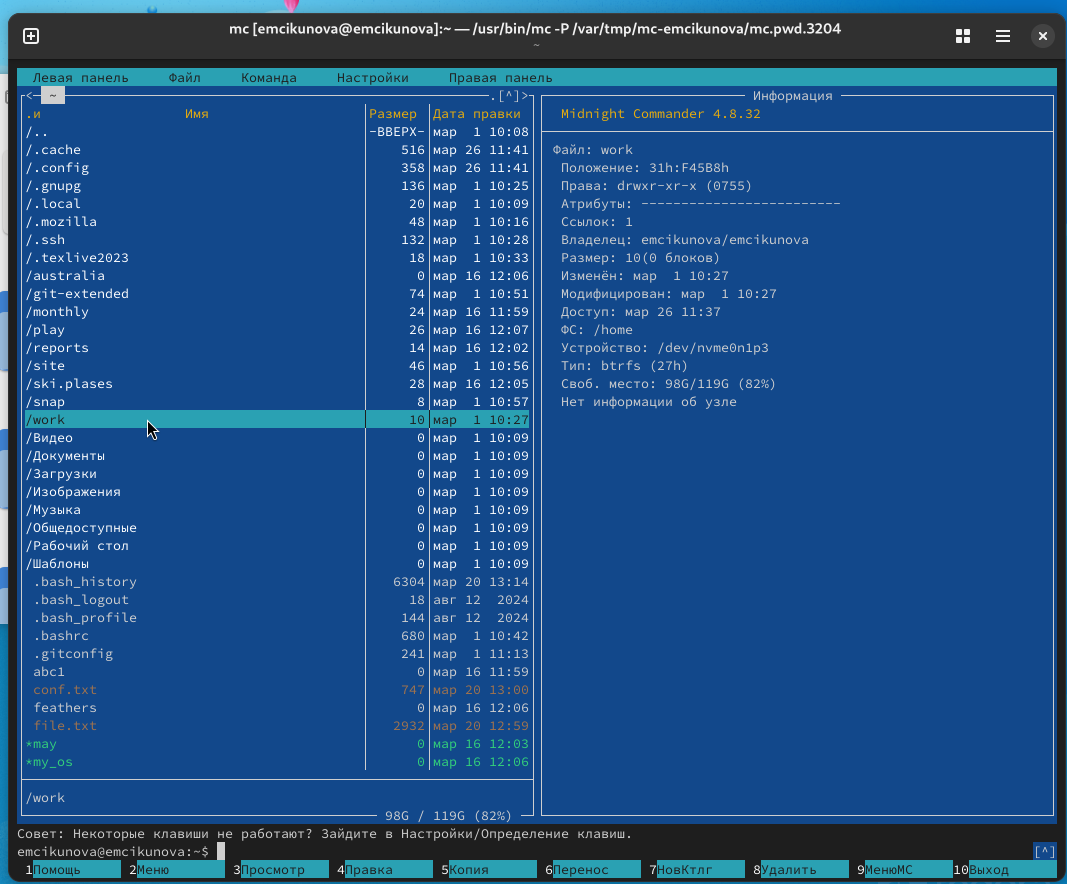 mc [emcikunova@emcikunova]:~ — /usr/bin/mc -P /var/tmp/mc-emcikunova/mc.pwd.3204
~
Левая панель Файл Команда Настройки Правая панель
<- ~ .[^]>
.и Имя Размер Дата правки
/.. -ВВЕРХ- мар 1 10:08
/.cache 516 мар 26 11:41
/.config 358 мар 26 11:41
/.gnupg 136 мар 1 10:25
/.local 20 мар 1 10:09
/.mozilla 48 мар 1 10:16
/.ssh 132 мар 1 10:28
/.texlive2023 18 мар 1 10:33
/australia 0 мар 16 12:06
/git-extended 74 мар 1 10:51
/monthly 24 мар 16 11:59
/play 26 мар 16 12:07
/reports 14 мар 16 12:02
/site 46 мар 1 10:56
/ski.plases 28 мар 16 12:05
/snap 8 мар 1 10:57
/work 10 мар 1 10:27
/Видео 0 мар 1 10:09
/Документы 0 мар 1 10:09
/Загрузки 0 мар 1 10:09
/Изображения 0 мар 1 10:09
/Музыка 0 мар 1 10:09
/Общедоступные 0 мар 1 10:09
/Рабочий стол 0 мар 1 10:09
/Шаблоны 0 мар 1 10:09
.bash_history 6304 мар 20 13:14
.bash_logout 18 авг 12 2024
.bash_profile 144 авг 12 2024
.bashrc 680 мар 1 10:42
.gitconfig 241 мар 1 11:13
abc1 0 мар 16 11:59
conf.txt 747 мар 20 13:00
feathers 0 мар 16 12:06
file.txt 2932 мар 20 12:59
*may 0 мар 16 12:03
*my_os 0 мар 16 12:06
/work
98G / 119G (82%)
Информация
Midnight Commander 4.8.32
Файл: work
Положение: 31h:F45B8h
Права: drwxr-xr-x (0755)
Атрибуты: -------------------------
Ссылок: 1
Владелец: emcikunova/emcikunova
Размер: 10(0 блоков)
Изменён: мар 1 10:27
Модифицирован: мар 1 10:27
Доступ: мар 26 11:37
ФС: /home
Устройство: /dev/nvme0n1p3
Тип: btrfs (27h)
Своб. место: 98G/119G (82%)
Нет информации об узле
Совет: Некоторые клавиши не работают? Зайдите в Настройки/Определение клавиш.
emcikunova@emcikunova:~$ [^]
1Помощь 2Меню 3Просмотр 4Правка 5Копия 6Перенос 7НовКтлг 8Удалить 9МенюМС 10Выход